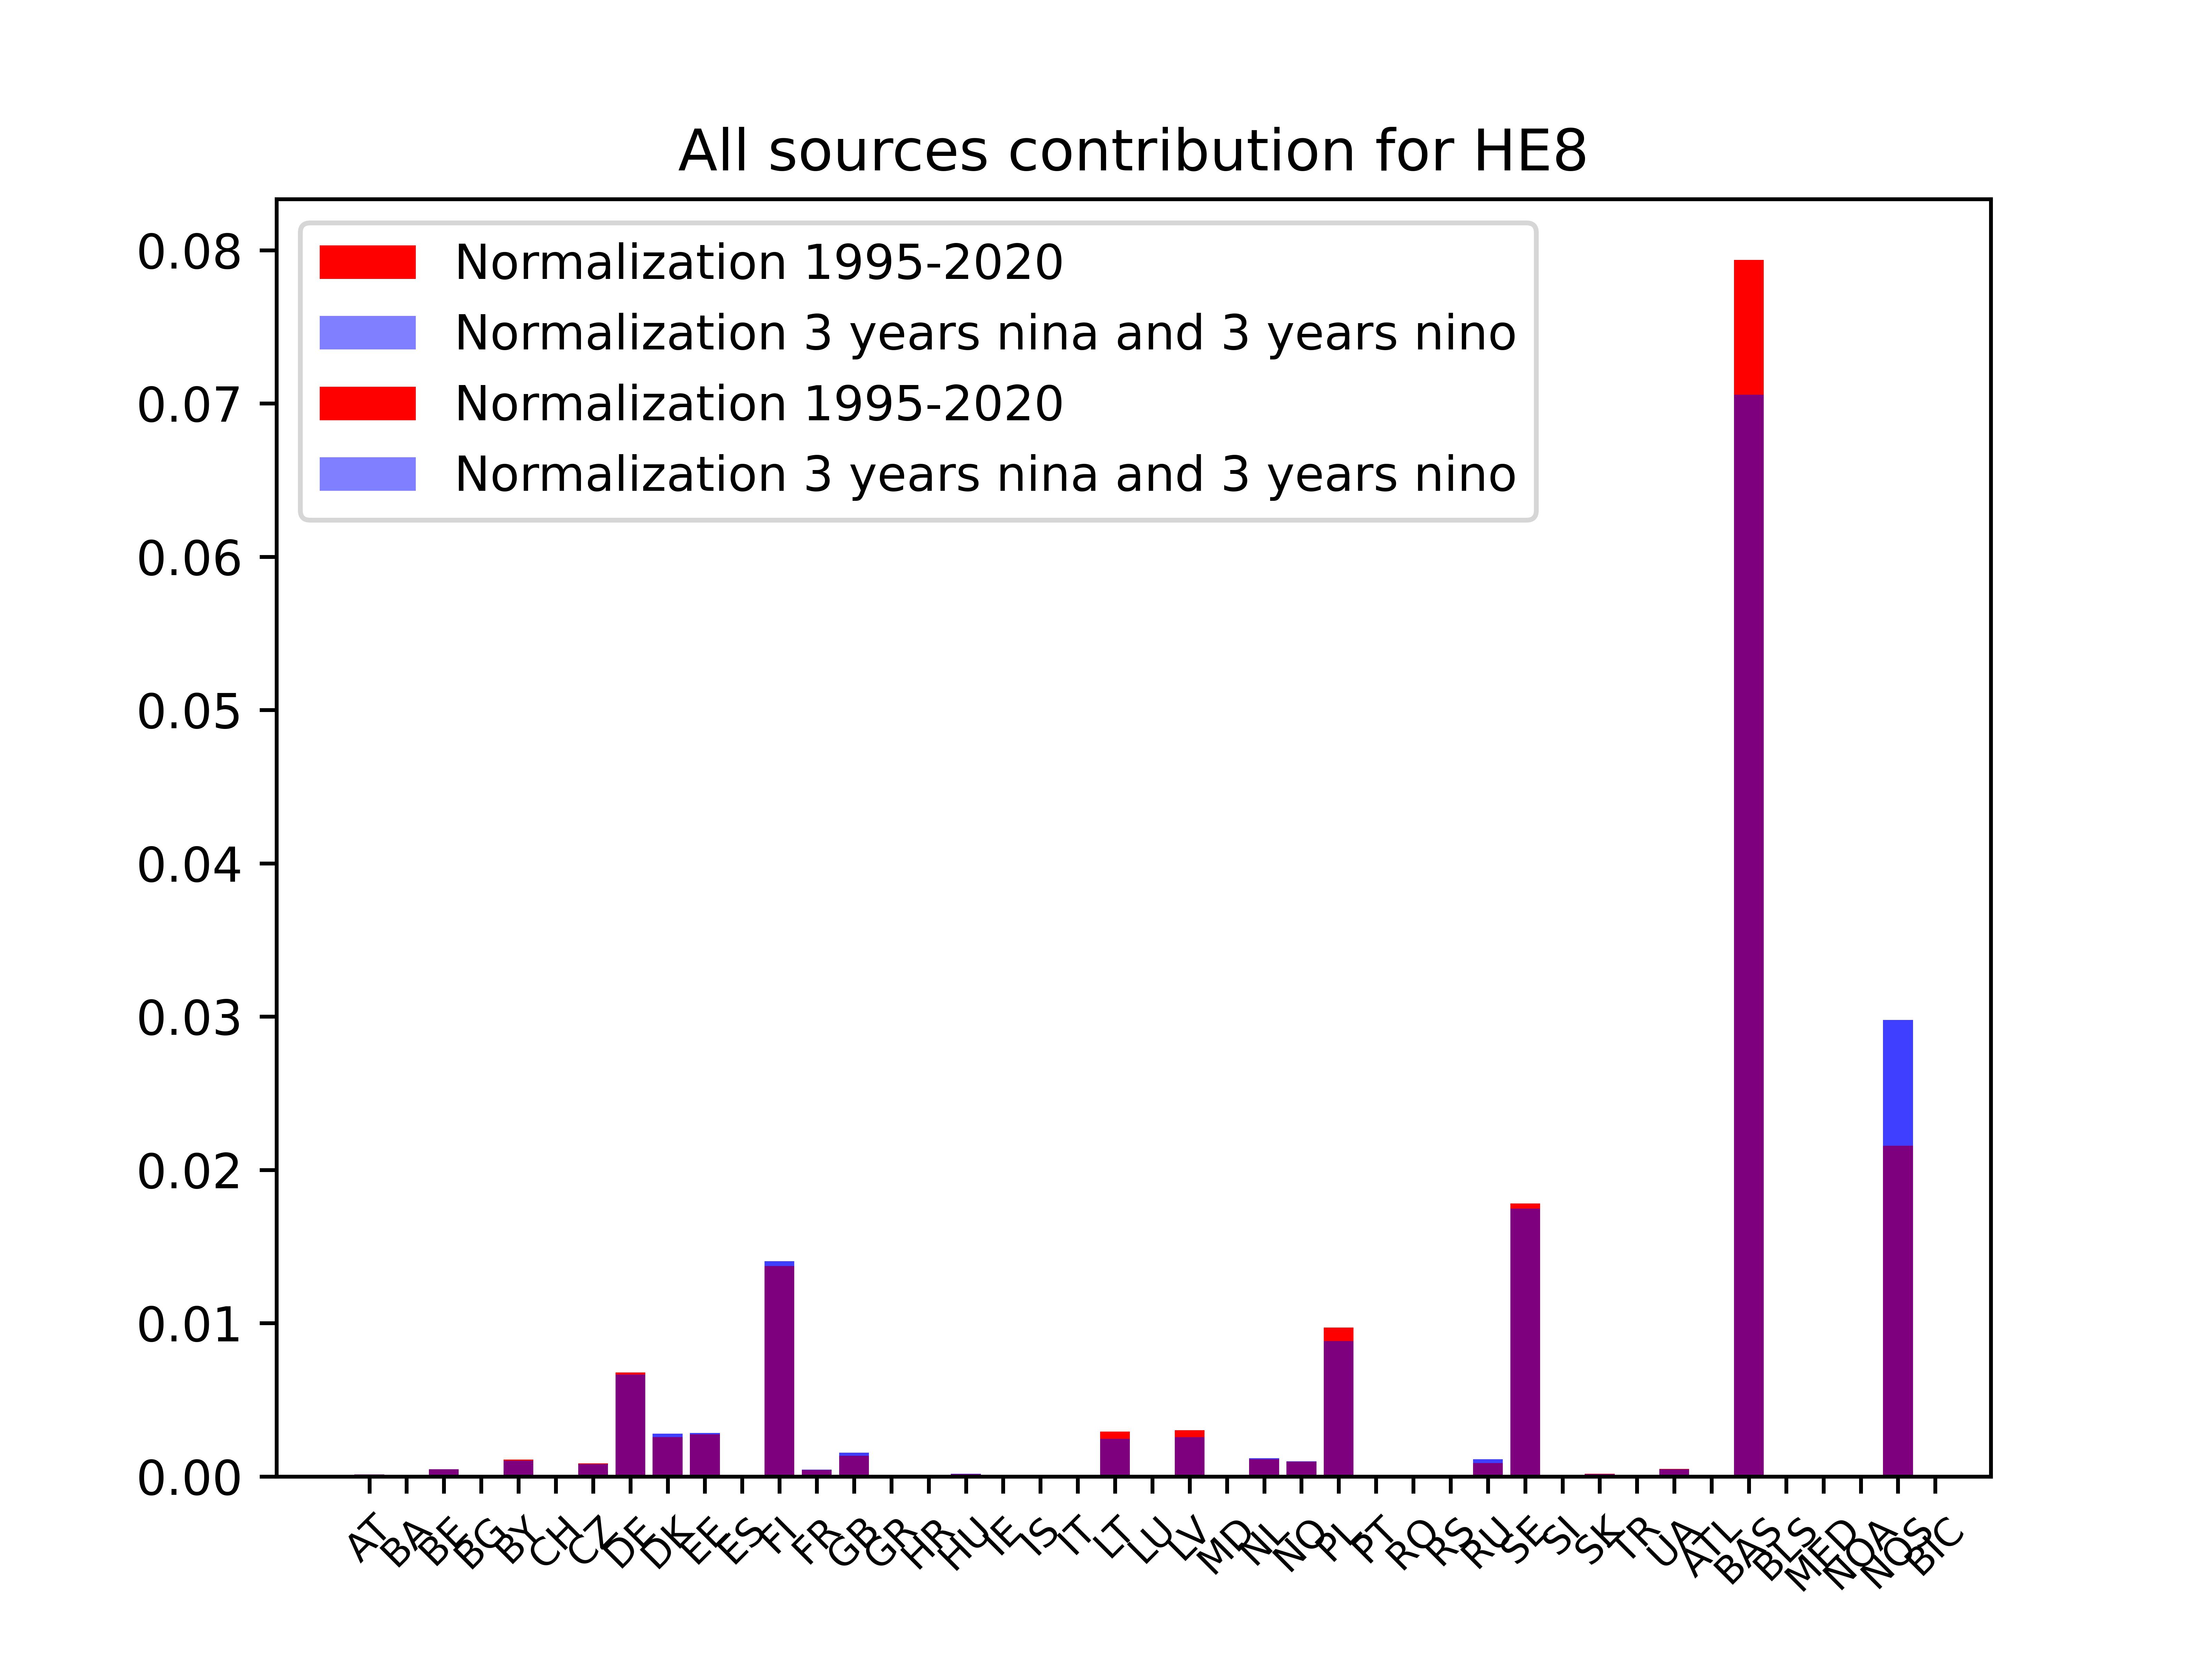 All sources contribution for HE8
Normalization 1995-2020
Normalization 3 years nina and 3 years nino
Normalization 1995-2020
Normalization 3 years nina and 3 years nino
0.08
0.07
0.06
0.05
0.04
0.03
0.02
0.01
0.00
AT BA BE BG BY CH CZ DE DK EE ES FI FR GB GR HR HU IE IS IT LT LU LV MD NL NO PL PT RO RS RU SE SI SK TR UA ATL BAS BLS MED NOA NOS BIC